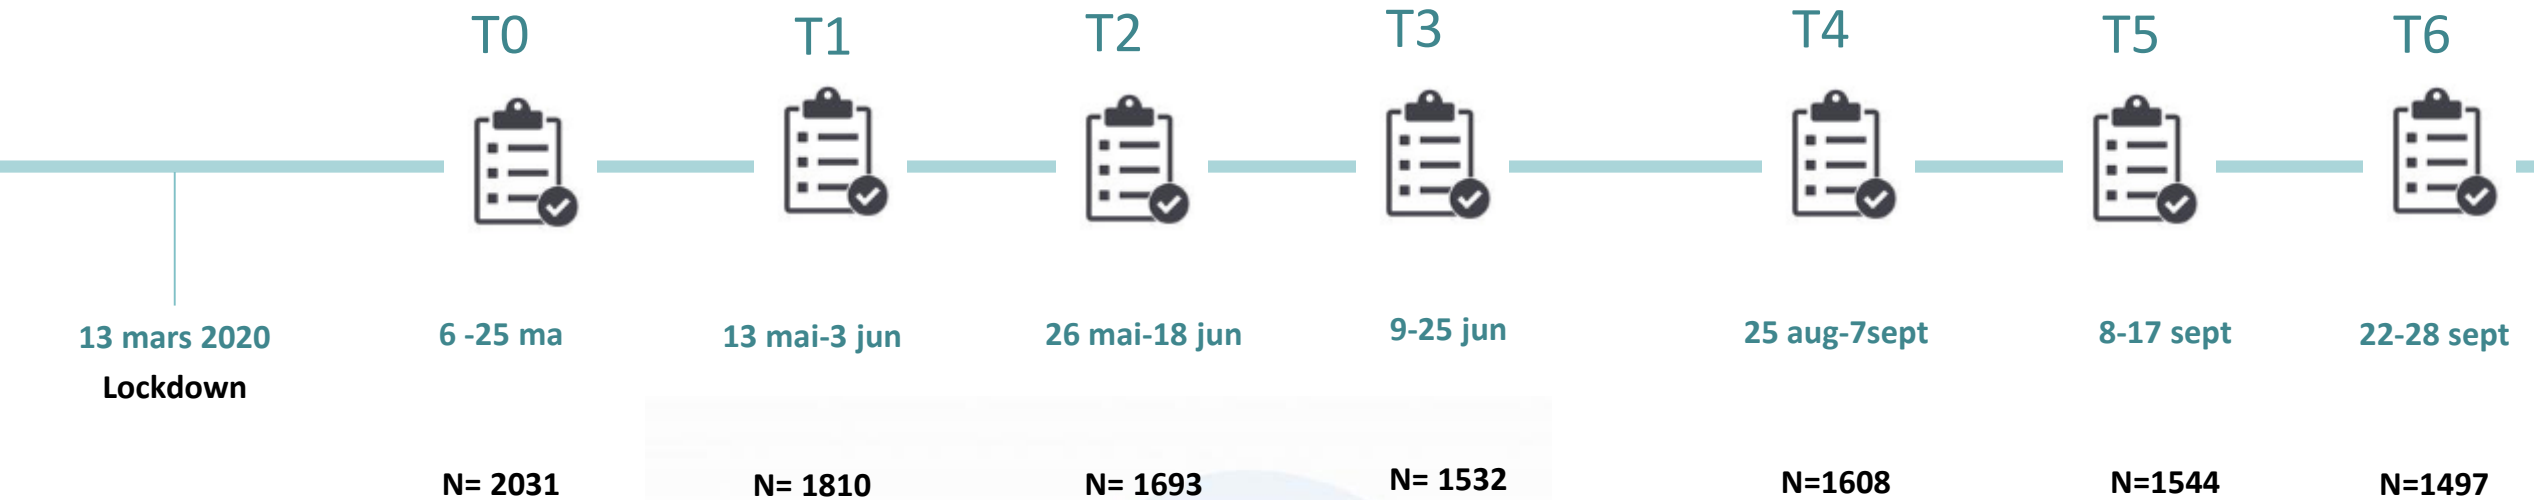 T0
T1
T2
T3
T4
T5
T6
13 mars 2020
Lockdown
6 -25 ma
13 mai-3 jun
26 mai-18 jun
9-25 jun
25 aug-7sept
8-17 sept
22-28 sept
N= 2031
N= 1810
N= 1693
N= 1532
N=1608
N=1544
N=1497